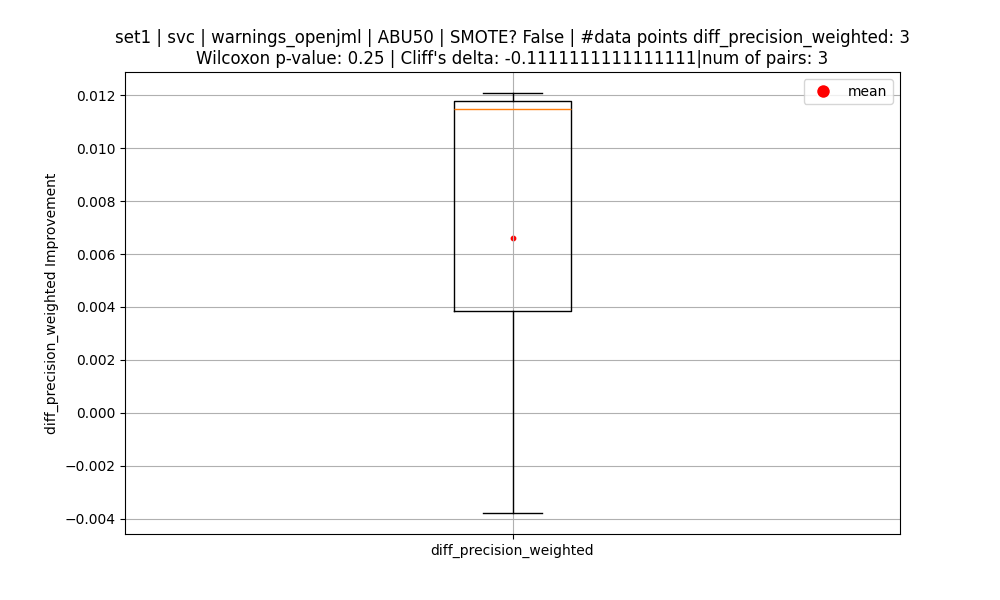 set1 | svc | warnings_openjml | ABU50 | SMOTE? False | #data points diff_precision_weighted: 3
Wilcoxon p-value: 0.25 | Cliff's delta: -0.1111111111111111|num of pairs: 3
mean
0.012
0.010
0.008
0.006
0.004
0.002
0.000
−0.002
−0.004
diff_precision_weighted Improvement
diff_precision_weighted